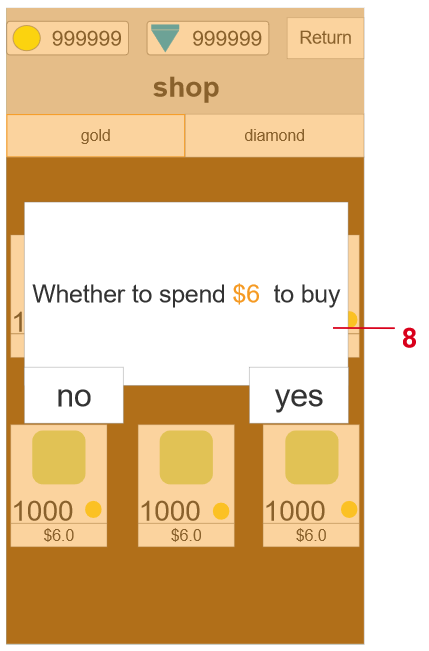 999999 999999 Return
shop
gold diamond
Whether to spend $6 to buy
1
8
no yes
1000 1000 1000
$6.0 $6.0 $6.0